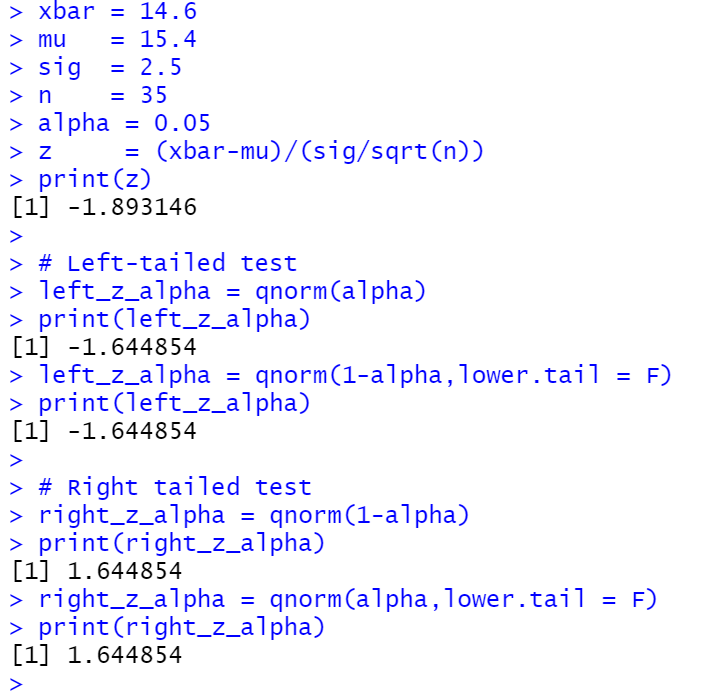 > xbar = 14.6
> mu   = 15.4
> sig  = 2.5
> n    = 35
> alpha = 0.05
> z     = (xbar-mu)/(sig/sqrt(n))
> print(z)
[1] -1.893146
>
> # Left-tailed test
> left_z_alpha = qnorm(alpha)
> print(left_z_alpha)
[1] -1.644854
> left_z_alpha = qnorm(1-alpha,lower.tail = F)
> print(left_z_alpha)
[1] -1.644854
>
> # Right tailed test
> right_z_alpha = qnorm(1-alpha)
> print(right_z_alpha)
[1] 1.644854
> right_z_alpha = qnorm(alpha,lower.tail = F)
> print(right_z_alpha)
[1] 1.644854
>